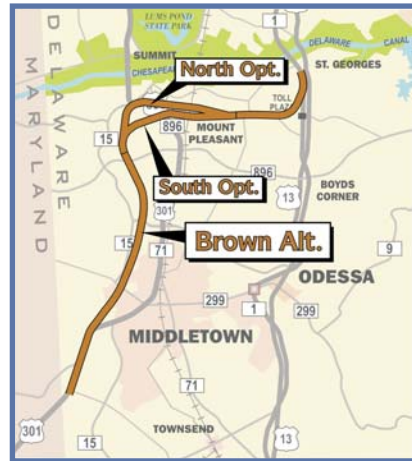 LUMS POND
STATE PARK
1
DELAWARE
CANAL
SUMMIT
CHESAPEAKE
North Opt.
ST. GEORGES
TOLL
PLAZA
896
15
MOUNT
PLEASANT
896
South Opt.
BOYDS
CORNER
13
301
15
Brown Alt.
71
9
ODESSA
299
299
1
MIDDLETOWN
71
301
15
TOWNSEND
13
DELAWARE
MARYLAND